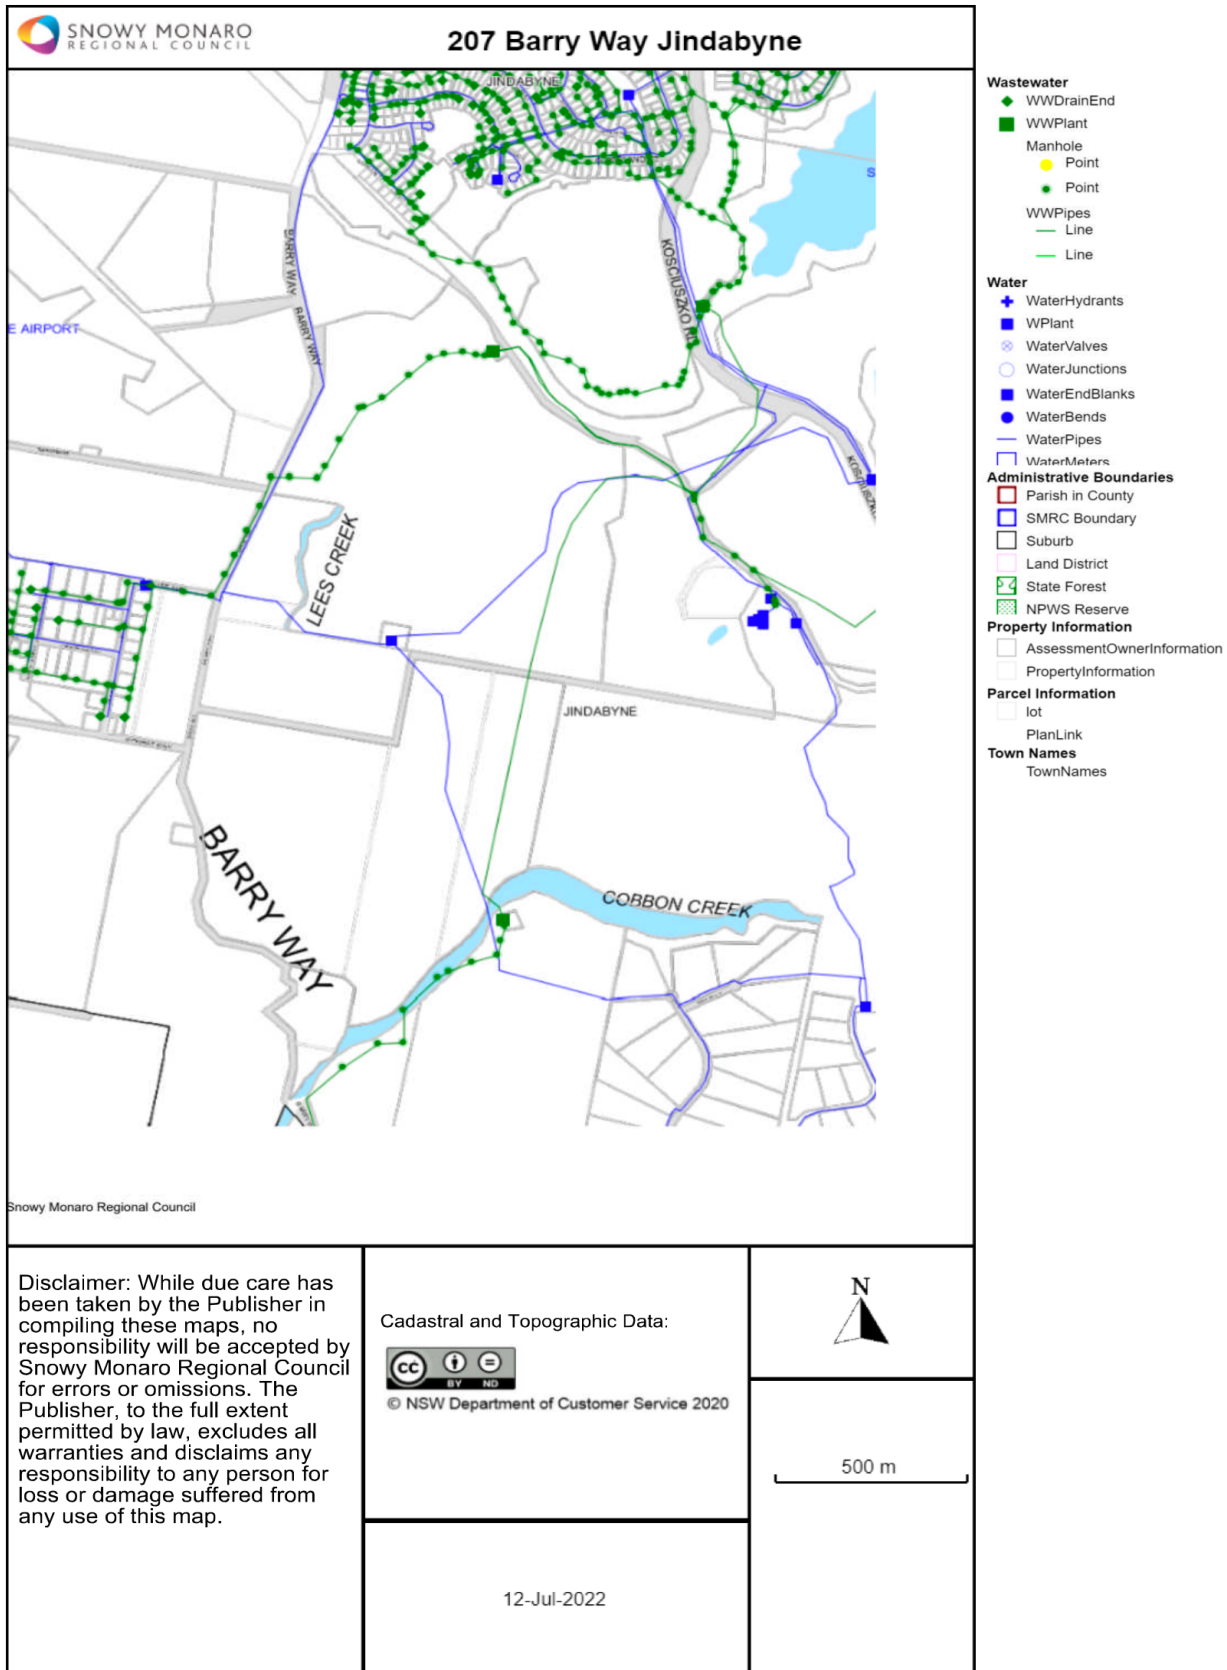 SNOWY MONARO
REGIONAL COUNCIL
207 Barry Way Jindabyne
JINDABYNE
S
BARRY WAY
BARRY WAY
KOSCIUSZKO RD
E AIRPORT
KOSCIUSZKO
LEES CREEK
JINDABYNE
BARRY WAY
COBBON CREEK
Snowy Monaro Regional Council
Wastewater
WWDrainEnd
WWPlant
Manhole
Point
Point
WWPipes
Line
Line
Water
WaterHydrants
WPlant
WaterValves
WaterJunctions
WaterEndBlanks
WaterBends
WaterPipes
WaterMeters
Administrative Boundaries
Parish in County
SMRC Boundary
Suburb
Land District
State Forest
NPWS Reserve
Property Information
AssessmentOwnerInformation
PropertyInformation
Parcel Information
lot
PlanLink
Town Names
TownNames
Disclaimer: While due care has
been taken by the Publisher in
compiling these maps, no
responsibility will be accepted by
Snowy Monaro Regional Council
for errors or omissions. The
Publisher, to the full extent
permitted by law, excludes all
warranties and disclaims any
responsibility to any person for
loss or damage suffered from
any use of this map.
Cadastral and Topographic Data:
cc BY ND
© NSW Department of Customer Service 2020
12-Jul-2022
N
500 m